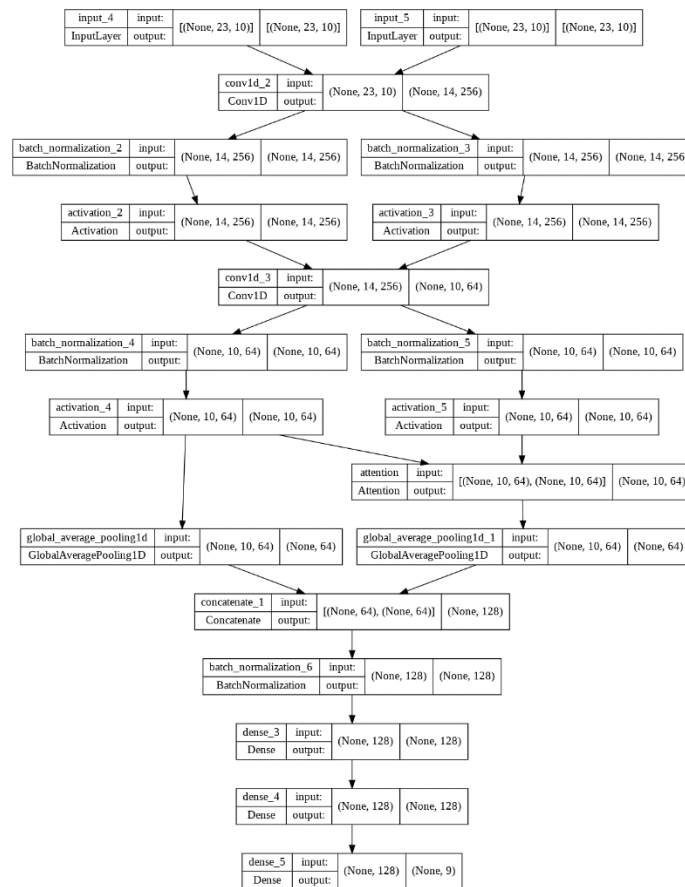 input_4 input: [(None, 23, 10)] [(None, 23, 10)]
InputLayer output:
input_5 input: [(None, 23, 10)] [(None, 23, 10)]
InputLayer output:
conv1d_2 input: (None, 23, 10) (None, 14, 256)
Conv1D output:
batch_normalization_2 input: (None, 14, 256) (None, 14, 256)
BatchNormalization output:
batch_normalization_3 input: (None, 14, 256) (None, 14, 256
BatchNormalization output:
activation_2 input: (None, 14, 256) (None, 14, 256)
Activation output:
activation_3 input: (None, 14, 256) (None, 14, 256)
Activation output:
conv1d_3 input: (None, 14, 256) (None, 10, 64)
Conv1D output:
batch_normalization_4 input: (None, 10, 64) (None, 10, 64)
BatchNormalization output:
batch_normalization_5 input: (None, 10, 64) (None, 10, 64)
BatchNormalization output:
activation_4 input: (None, 10, 64) (None, 10, 64)
Activation output:
activation_5 input: (None, 10, 64) (None, 10, 64)
Activation output:
attention input: [(None, 10, 64), (None, 10, 64)] (None, 10, 64)
Attention output:
global_average_pooling1d input: (None, 10, 64) (None, 64)
GlobalAveragePooling1D output:
global_average_pooling1d_1 input: (None, 10, 64) (None, 64)
GlobalAveragePooling1D output:
concatenate_1 input: [(None, 64), (None, 64)] (None, 128)
Concatenate output:
batch_normalization_6 input: (None, 128) (None, 128)
BatchNormalization output:
dense_3 input: (None, 128) (None, 128)
Dense output:
dense_4 input: (None, 128) (None, 128)
Dense output:
dense_5 input: (None, 128) (None, 9)
Dense output: